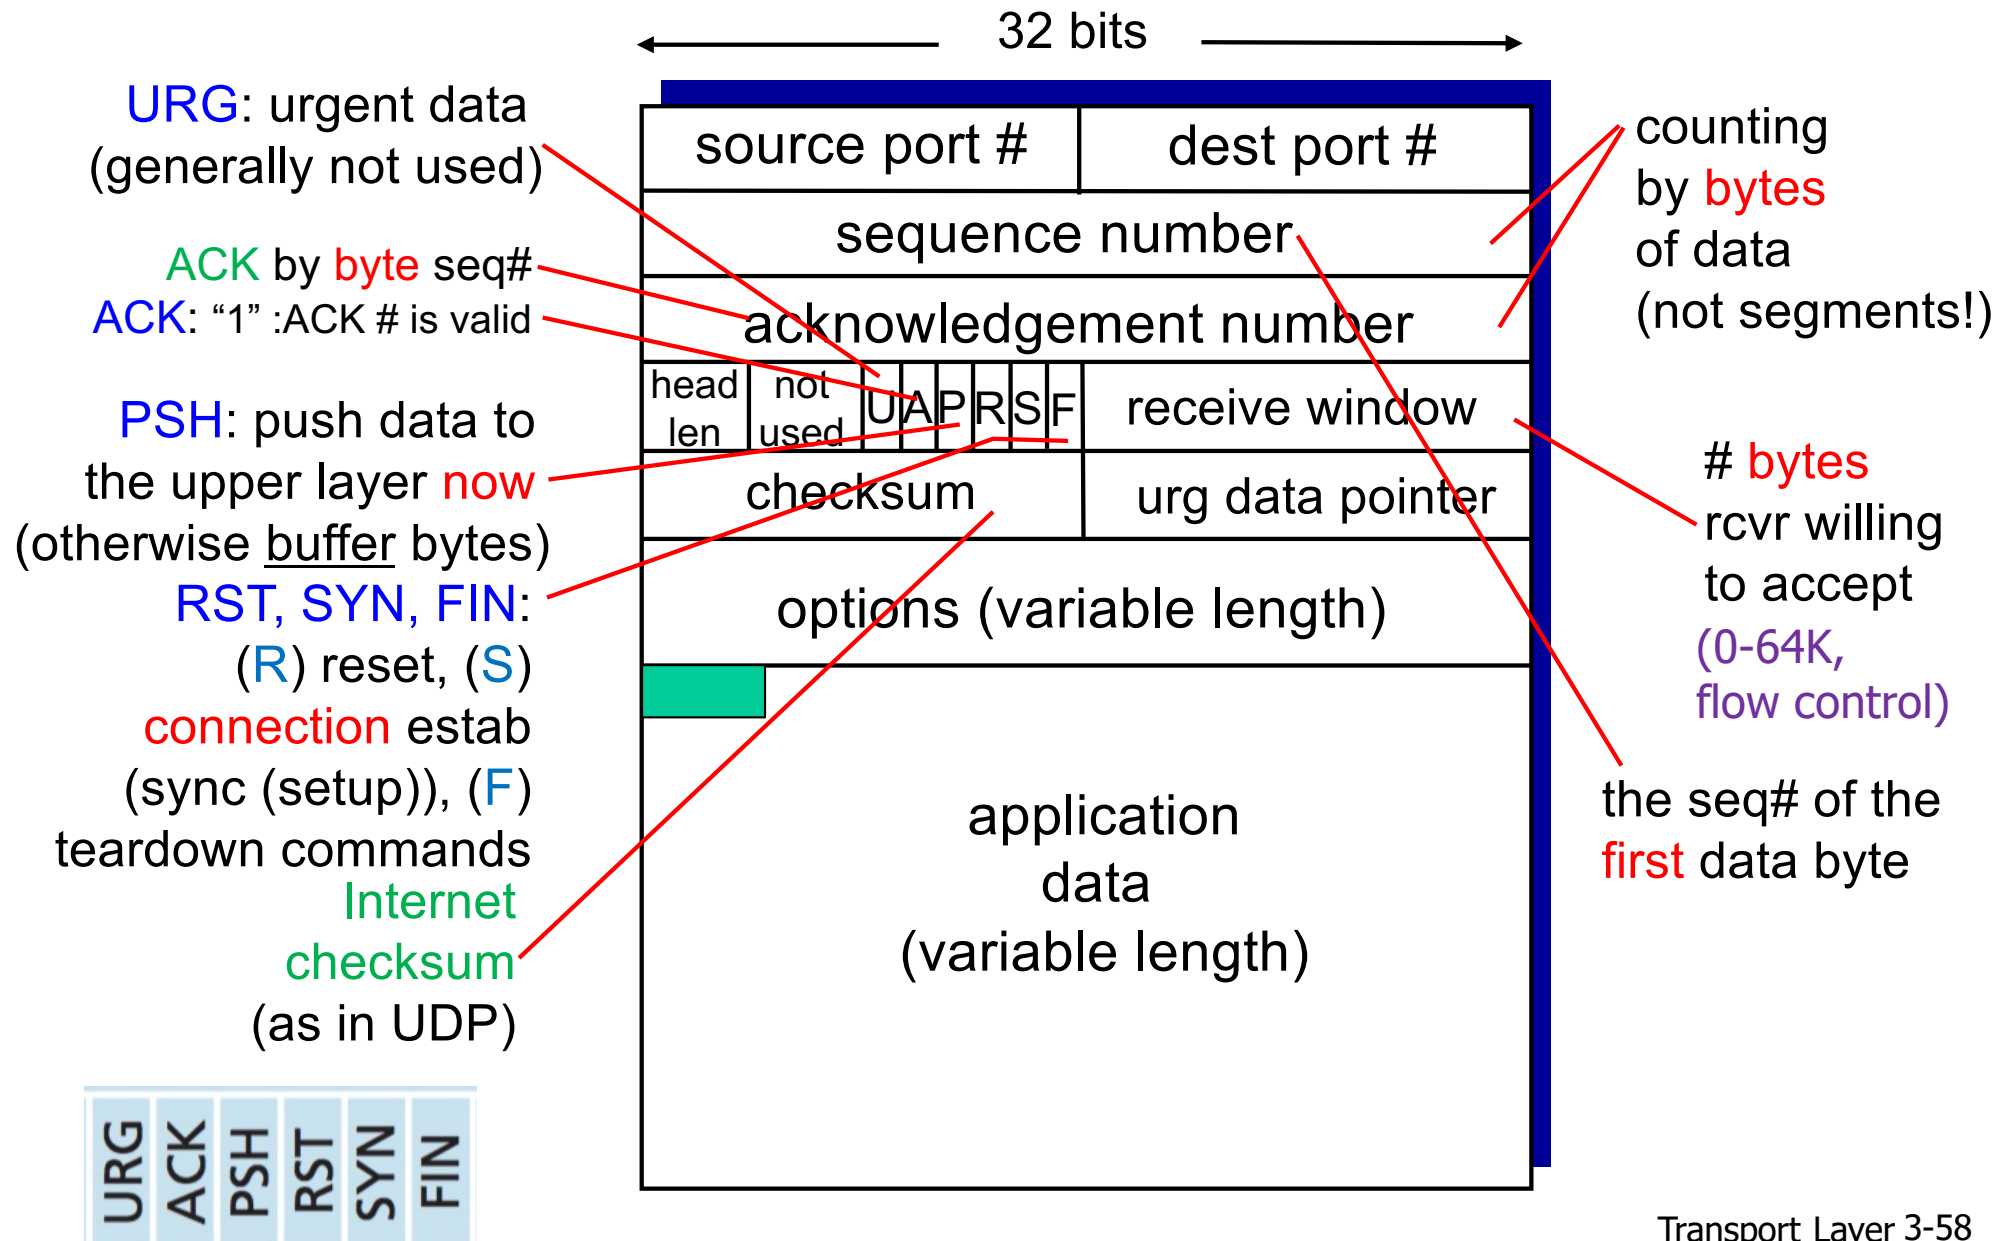 32 bits
URG: urgent data
(generally not used)
ACK by byte seq#
ACK: “1” :ACK # is valid
PSH: push data to
the upper layer now
(otherwise buffer bytes)
RST, SYN, FIN:
(R) reset, (S)
connection estab
(sync (setup)), (F)
teardown commands
Internet
checksum
(as in UDP)
source port #
dest port #
sequence number
acknowledgement number
head
len
not
used
U
A
P
R
S
F
receive window
checksum
urg data pointer
options (variable length)
application
data
(variable length)
counting
by bytes
of data
(not segments!)
# bytes
rcvr willing
to accept
(0-64K,
flow control)
the seq# of the
first data byte
URG
ACK
PSH
RST
SYN
FIN
Transport Layer 3-58